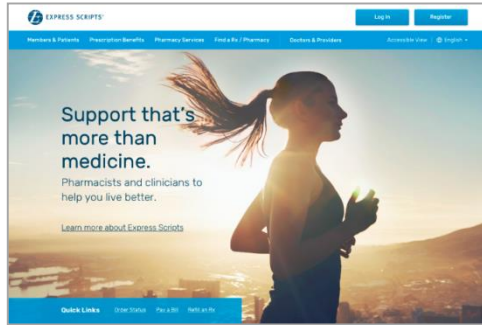 EXPRESS SCRIPTS®
Log In Register
Members & Patients Prescription Benefits Pharmacy Services Find a Rx / Pharmacy Doctors & Providers Accessible View | English
Support that's
more than
medicine.
Pharmacists and clinicians to
help you live better.
Learn more about Express Scripts
Quick Links Order Status Pay a Bill Refill an Rx